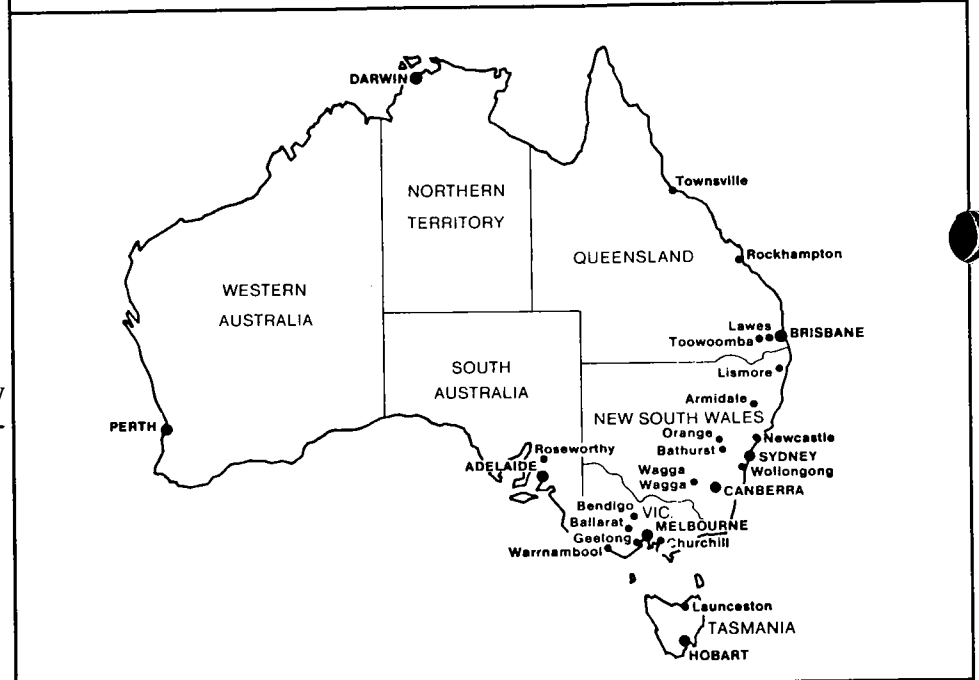 DARWIN
NORTHERN
TERRITORY
Townsville
QUEENSLAND
Rockhampton
WESTERN
AUSTRALIA
Lawes
BRISBANE
Toowoomba
Lismore
SOUTH
AUSTRALIA
Armidale
NEW SOUTH WALES
PERTH
Orange
Newcastle
Bathurst
SYDNEY
Roseworthy
ADELAIDE
Wollongong
Wagga
Wagga
CANBERRA
Bendigo
VIC.
Ballarat
MELBOURNE
Geelong
Churchill
Warrnambool
Launceston
TASMANIA
HOBART